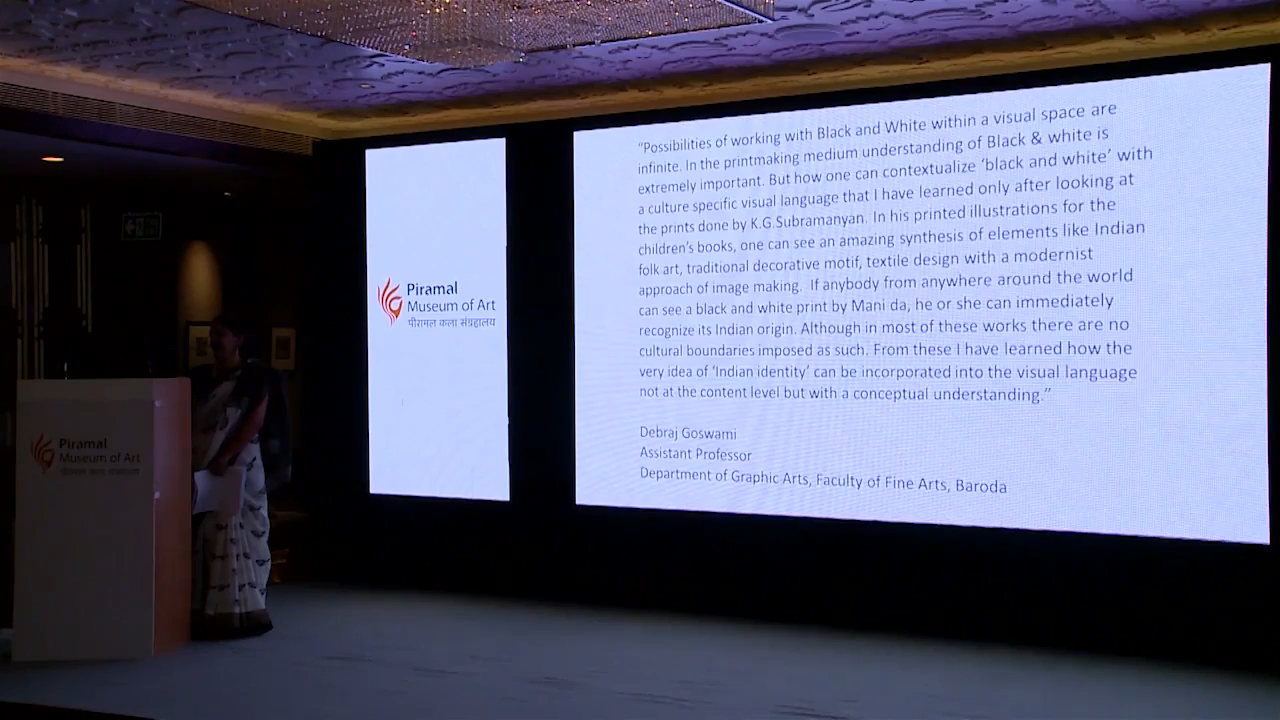 Piramal
Museum of Art
पीरामल कला संग्रहालय
Piramal
Museum of Art
पीरामल कला संग्रहालय
“Possibilities of working with Black and White within a visual space are
infinite. In the printmaking medium understanding of Black & white is
extremely important. But how one can contextualize ‘black and white’ with
a culture specific visual language that I have learned only after looking at
the prints done by K.G.Subramanyan. In his printed illustrations for the
children’s books, one can see an amazing synthesis of elements like Indian
folk art, traditional decorative motif, textile design with a modernist
approach of image making. If anybody from anywhere around the world
can see a black and white print by Mani da, he or she can immediately
recognize its Indian origin. Although in most of these works there are no
cultural boundaries imposed as such. From these I have learned how the
very idea of ‘Indian identity’ can be incorporated into the visual language
not at the content level but with a conceptual understanding.”
Debraj Goswami
Assistant Professor
Department of Graphic Arts, Faculty of Fine Arts, Baroda